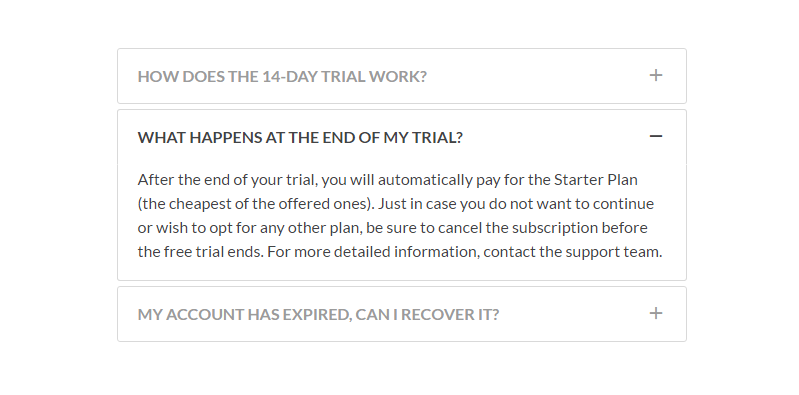 HOW DOES THE 14-DAY TRIAL WORK?
WHAT HAPPENS AT THE END OF MY TRIAL?
After the end of your trial, you will automatically pay for the Starter Plan
(the cheapest of the offered ones). Just in case you do not want to continue
or wish to opt for any other plan, be sure to cancel the subscription before
the free trial ends. For more detailed information, contact the support team.
MY ACCOUNT HAS EXPIRED, CAN I RECOVER IT?